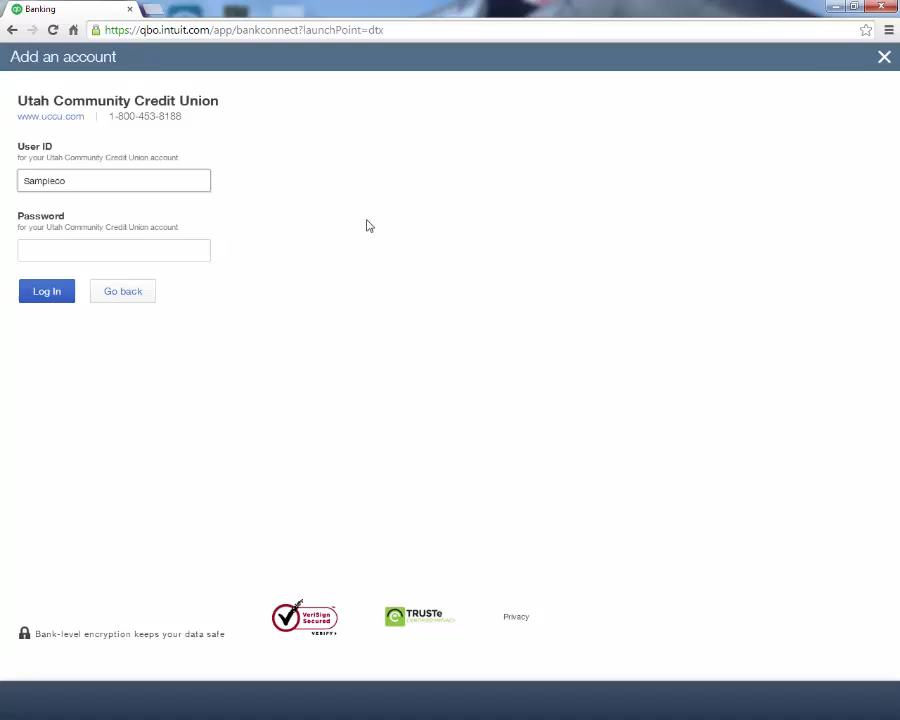 Banking
https://qbo.intuit.com/app/bankconnect?launchPoint=dtx
Add an account
Utah Community Credit Union
www.uccu.com | 1-800-453-8188
User ID
for your Utah Community Credit Union account
Sampleco
Password
for your Utah Community Credit Union account
Log In Go back
VeriSign
Secured
VERIFY
TRUSTe
CERTIFIED PRIVACY
Privacy
Bank-level encryption keeps your data safe